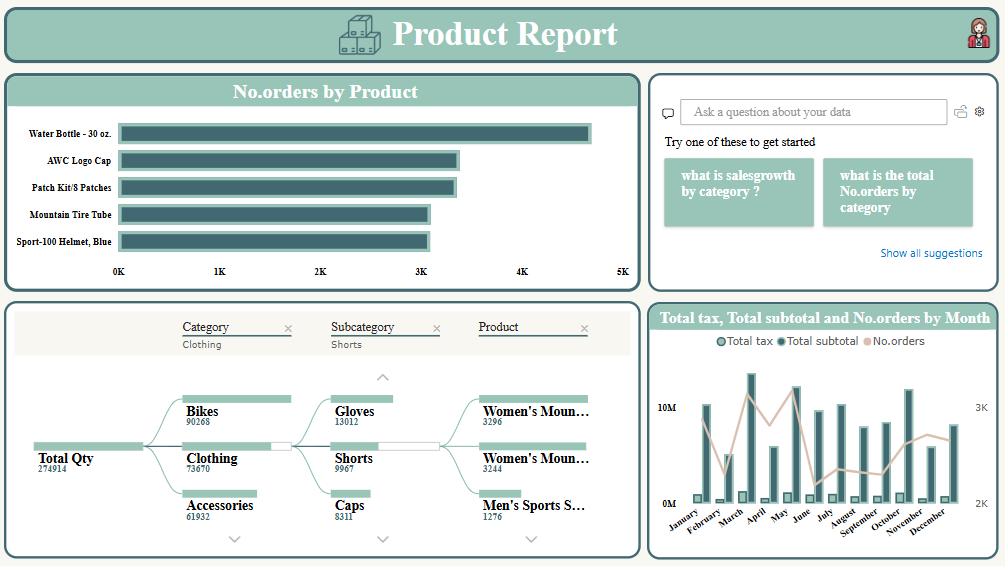 Product Report
No.orders by Product
Water Bottle - 30 oz.
AWC Logo Cap
Patch Kit/8 Patches
Mountain Tire Tube
Sport-100 Helmet, Blue
0K 1K 2K 3K 4K 5K
Ask a question about your data
Try one of these to get started
what is salesgrowth
by category ?
what is the total
No.orders by
category
Show all suggestions
Category Subcategory Product
Clothing Shorts
Total Qty
274914
Bikes
90268
Clothing
73670
Accessories
61932
Gloves
13012
Shorts
9967
Caps
8311
Women's Moun...
3296
Women's Moun...
3244
Men's Sports S...
1276
Total tax, Total subtotal and No.orders by Month
Total tax Total subtotal No.orders
10M
0M
3K
2K
January
February
March
April
May
June
July
August
September
October
November
December